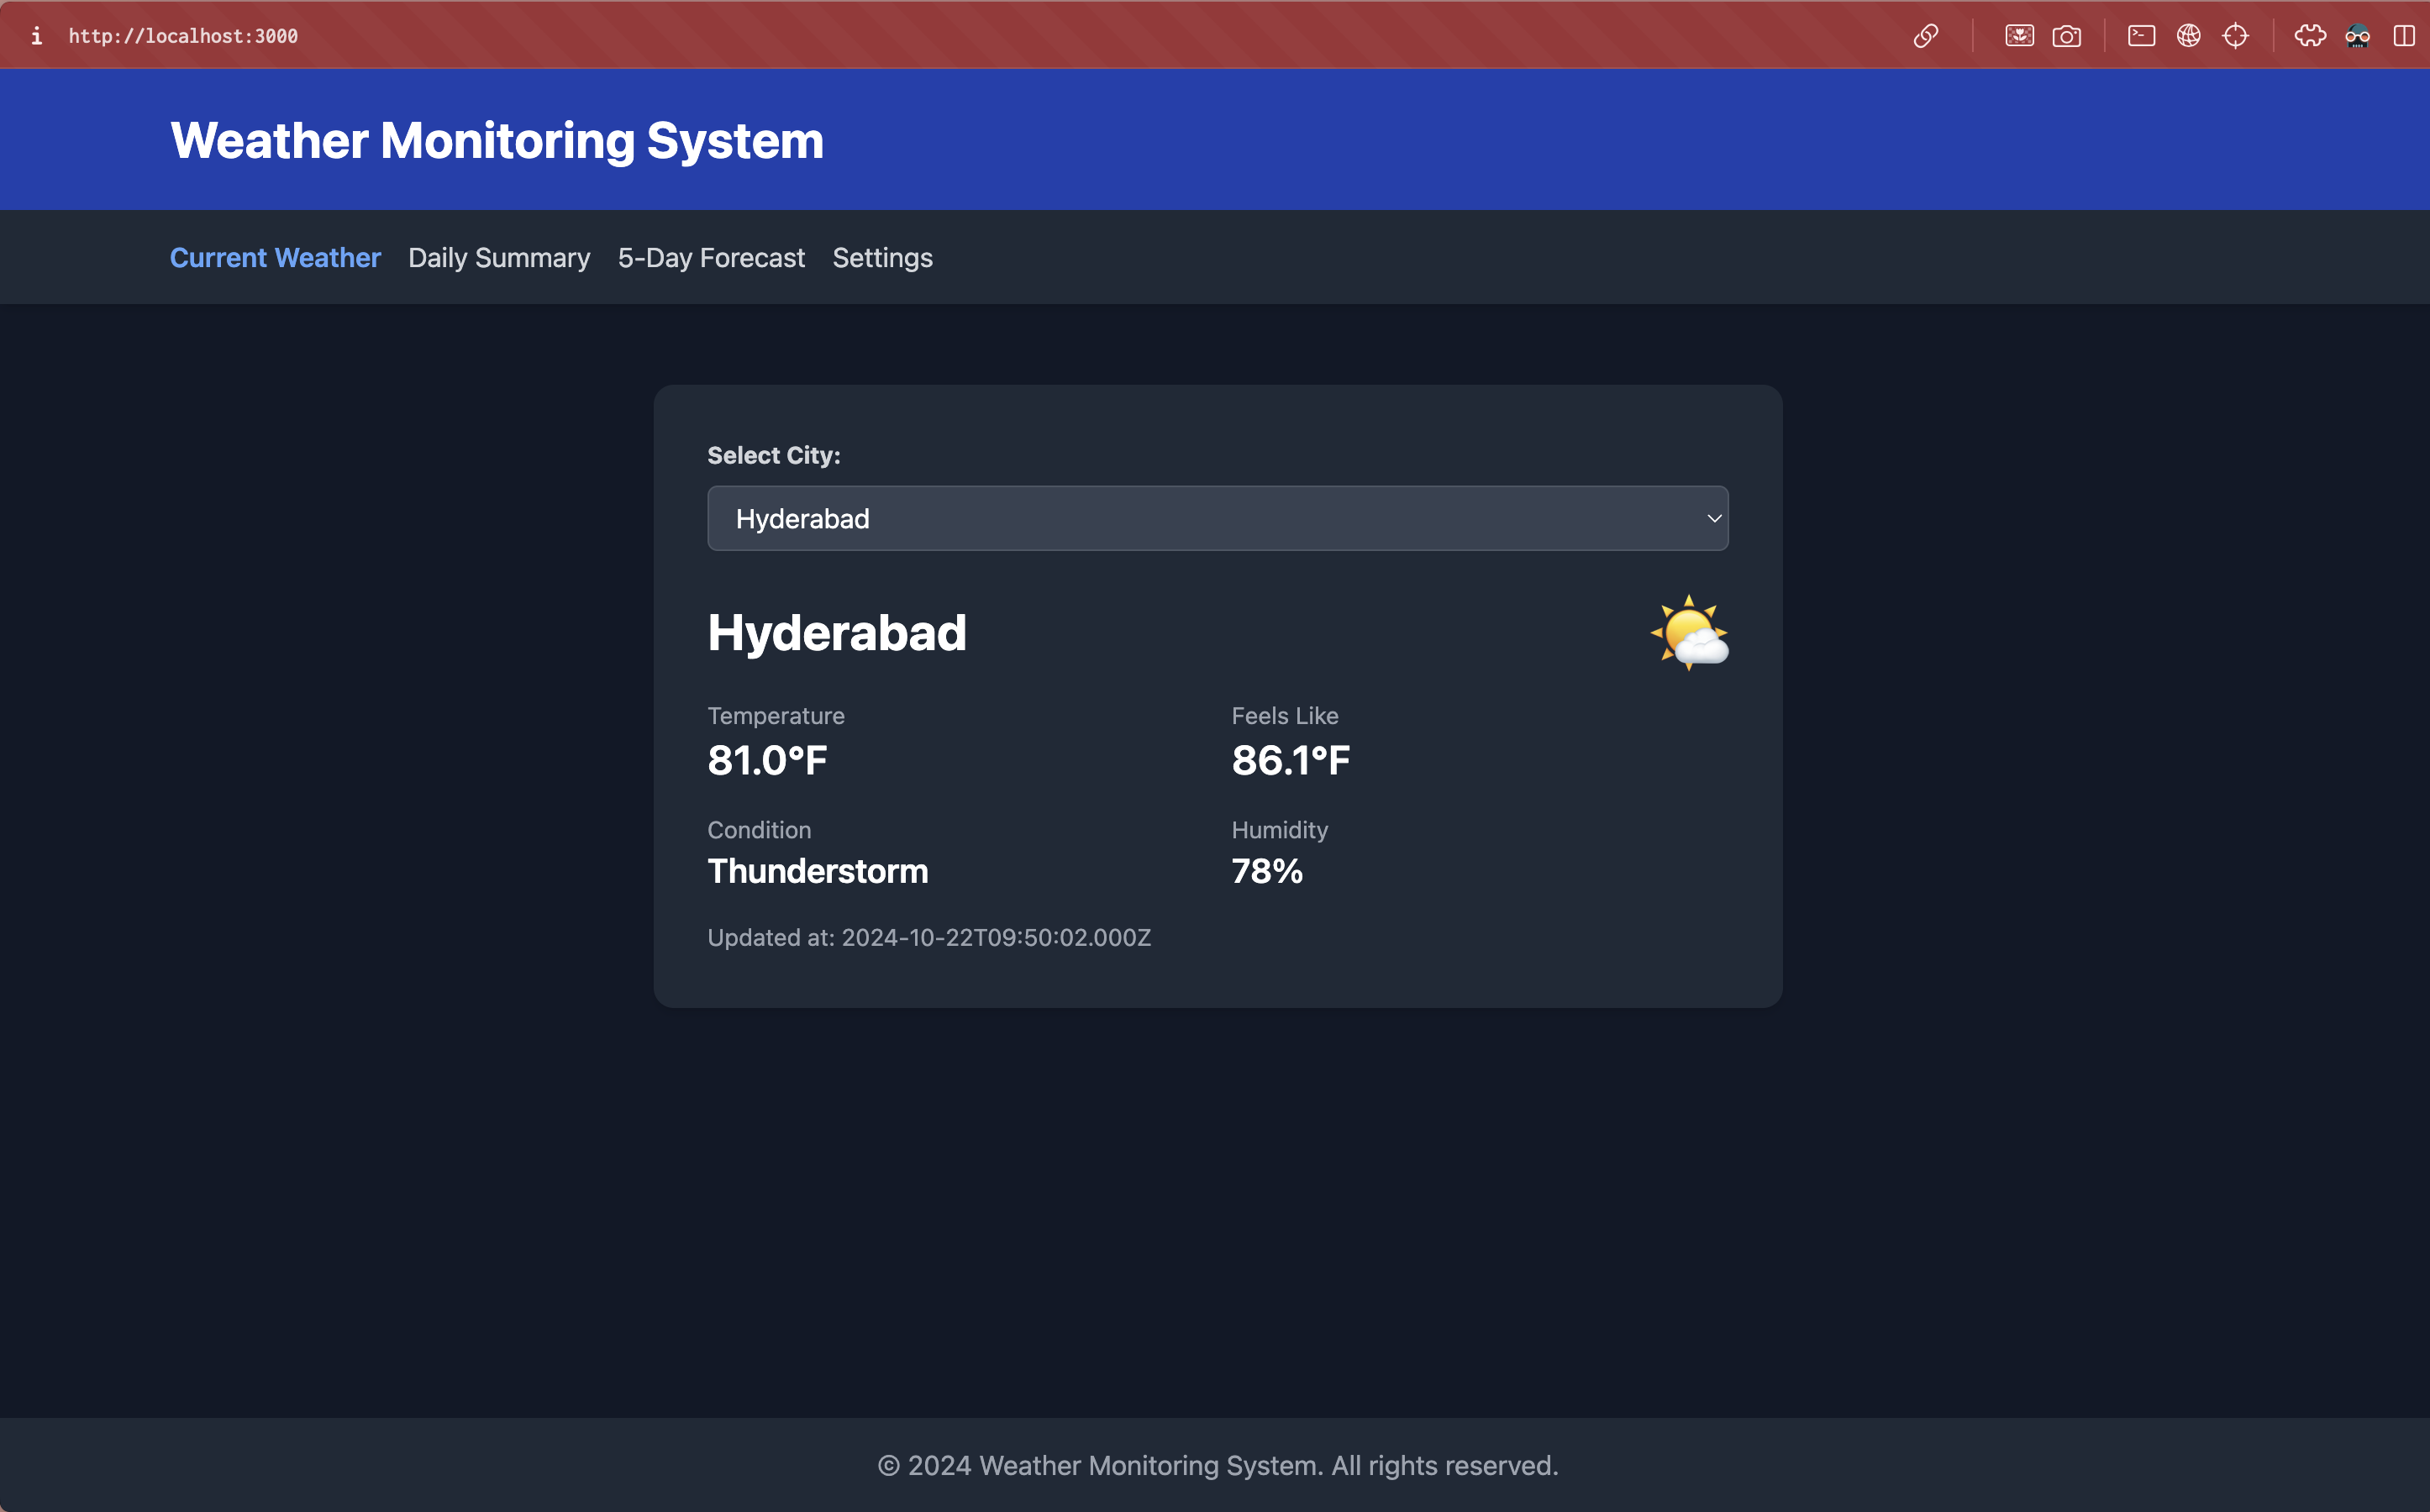 i http://localhost:3000
Weather Monitoring System
Current Weather Daily Summary 5-Day Forecast Settings
Select City:
Hyderabad
Hyderabad
Temperature Feels Like
81.0°F 86.1°F
Condition Humidity
Thunderstorm 78%
Updated at: 2024-10-22T09:50:02.000Z
© 2024 Weather Monitoring System. All rights reserved.